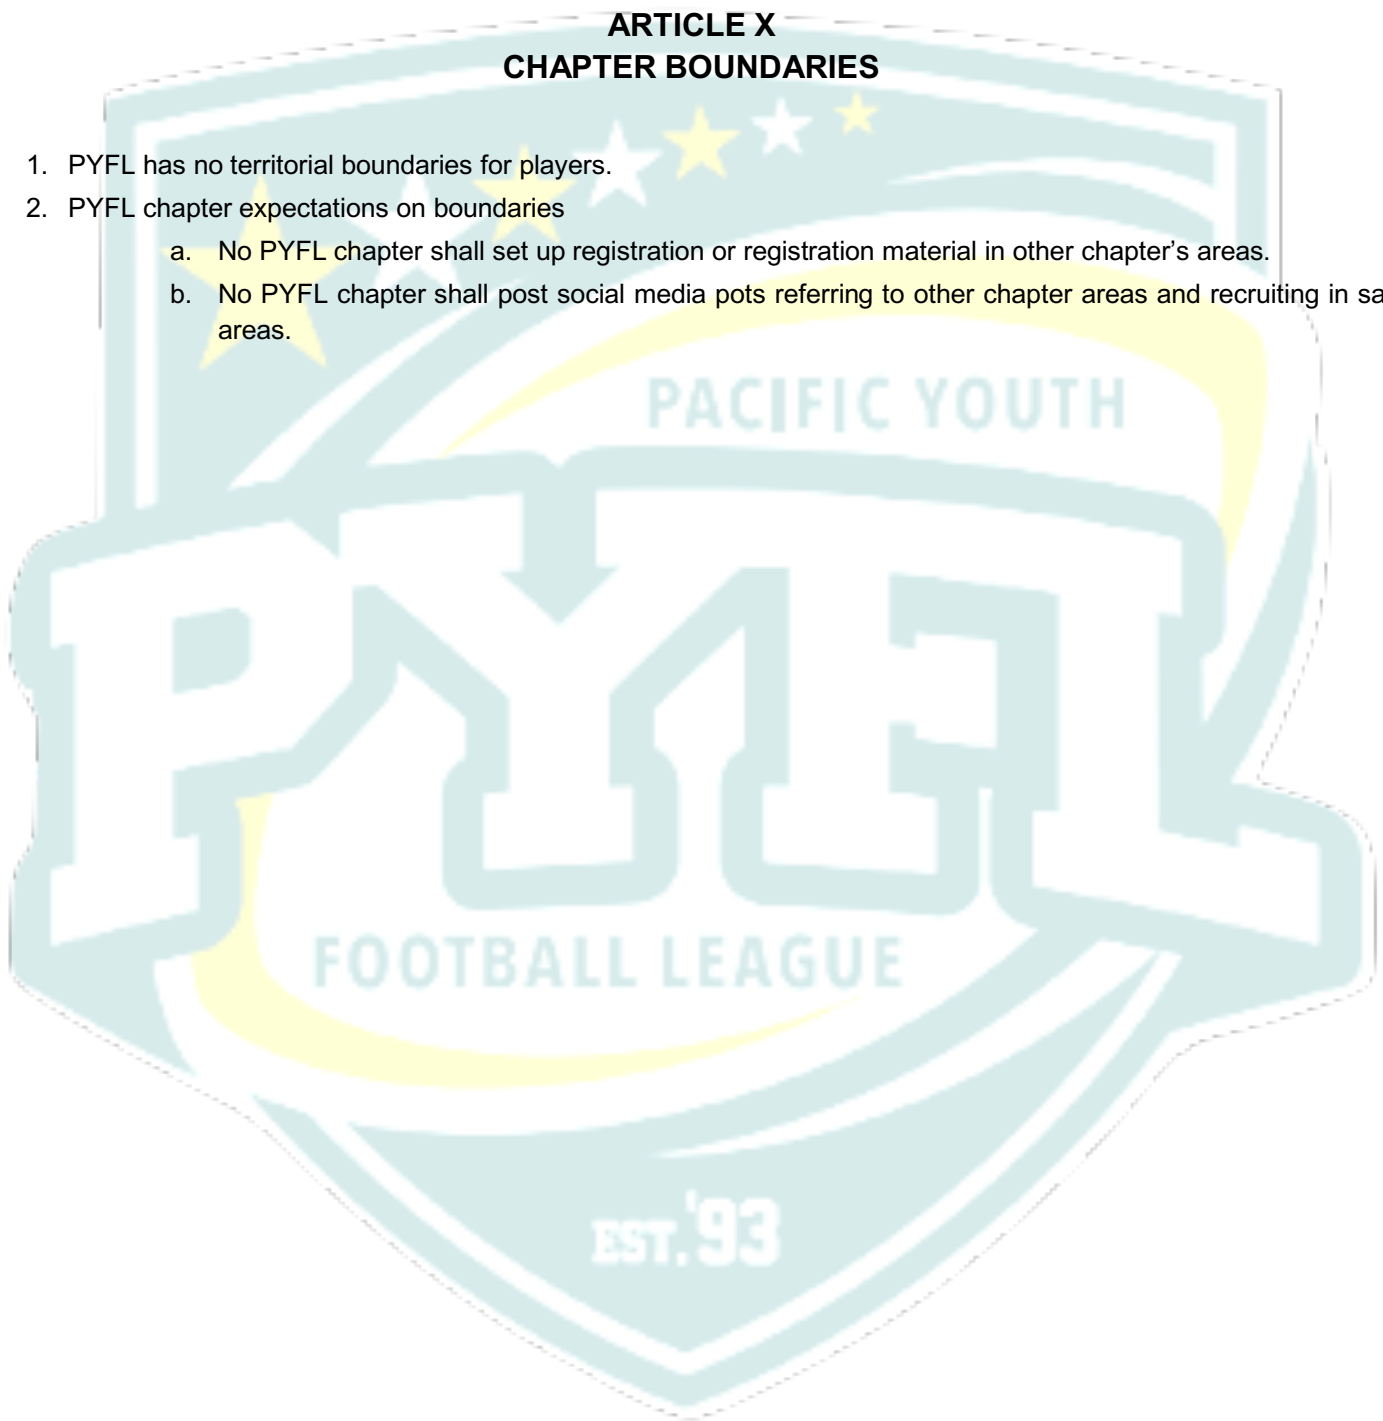 ARTICLE X
CHAPTER BOUNDARIES
1. PYFL has no territorial boundaries for players.
2. PYFL chapter expectations on boundaries
a. No PYFL chapter shall set up registration or registration material in other chapter's areas.
b. No PYFL chapter shall post social media pots referring to other chapter areas and recruiting in
areas.
PACIFIC YOUTH
PYFL
FOOTBALL LEAGUE
EST. '93